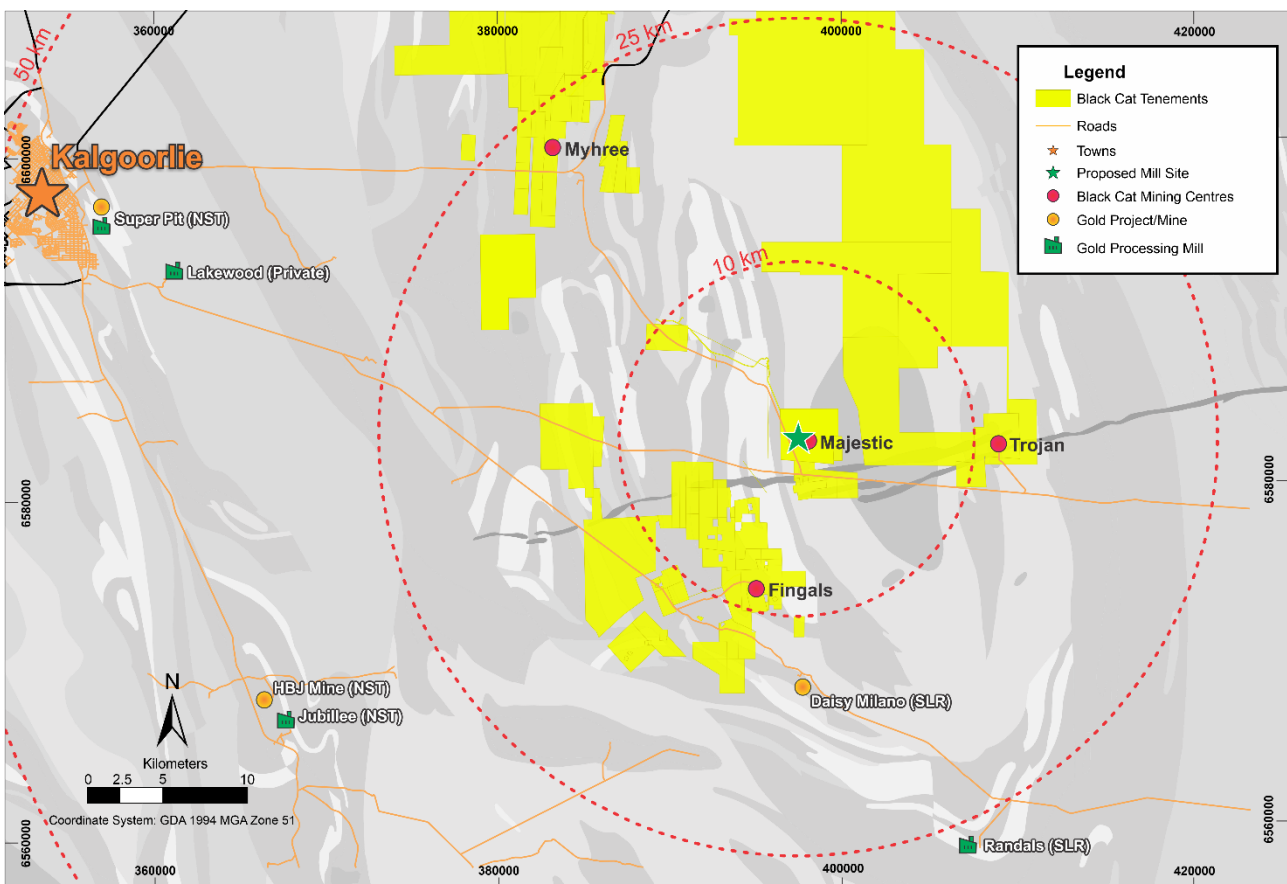 360000
380000
400000
420000
50 km
25 km
Legend
Black Cat Tenements
Roads
Towns
Proposed Mill Site
Black Cat Mining Centres
Gold Project/Mine
Gold Processing Mill
6600000
Kalgoorlie
Myhree
Super Pit (NST)
Lakewood (Private)
10 km
Majestic
Trojan
6580000
6580000
Fingals
HBJ Mine (NST)
Jubillee (NST)
Daisy Milano (SLR)
N
Kilometers
0 2.5 5 10
Coordinate System: GDA 1994 MGA Zone 51
Randals (SLR)
6560000
6560000
360000
380000
400000
420000